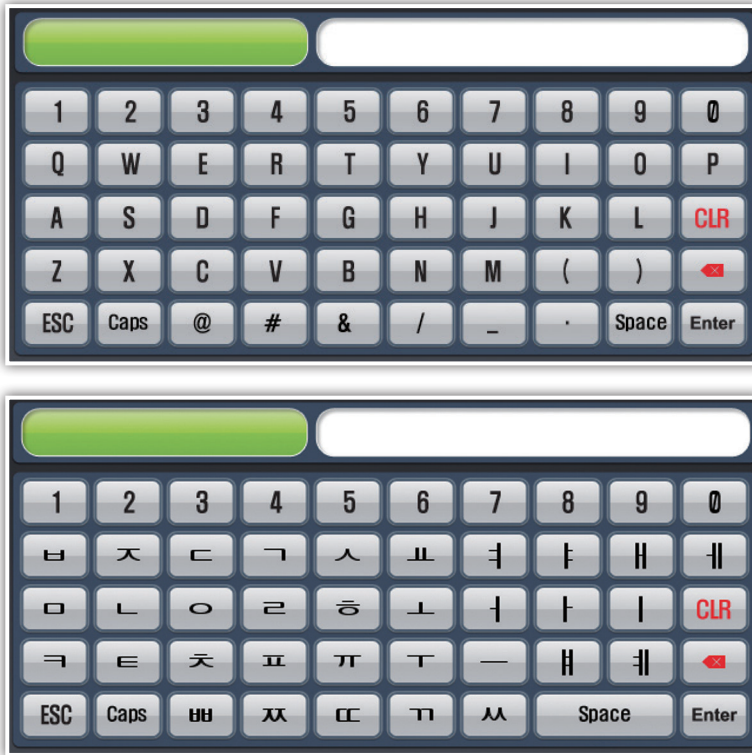 1 2 3 4 5 6 7 8 9 0
Q W E R T Y U I O P
A S D F G H J K L CLR
Z X C V B N M ( )
ESC Caps @ # & / _ · Space Enter
1 2 3 4 5 6 7 8 9 0
ㅂ ㅈ ㄷ ㄱ ㅅ ㅛ ㅕ ㅑ ㅐ ㅔ
ㅁ ㄴ ㅇ ㄹ ㅎ ㅗ ㅓ ㅏ ㅣ CLR
ㅋ ㅌ ㅊ ㅍ ㅠ ㅜ ㅡ ㅒ ㅖ
ESC Caps ㅃ ㅉ ㄸ ㄲ ㅆ Space Enter